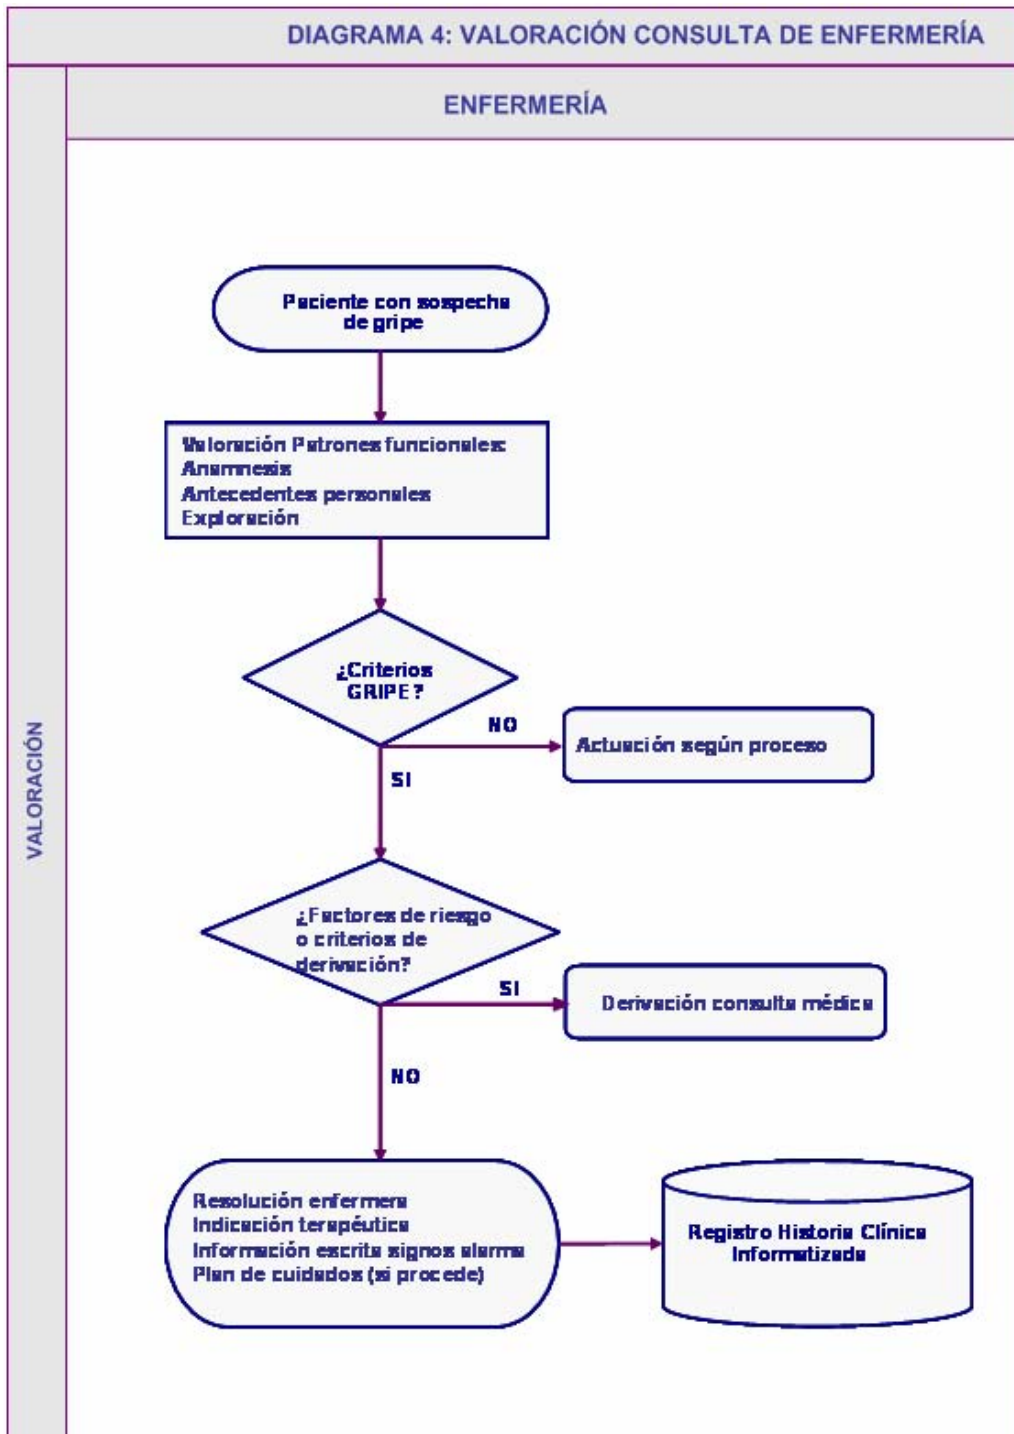 DIAGRAMA 4: VALORACIÓN CONSULTA DE ENFERMERÍA
ENFERMERÍA
VALORACIÓN
Paciente con sospecha
de gripe
Valoración Patrones funcionales:
Anamnesis
Antecedentes personales
Exploración
¿Criterios
GRIPE?
NO
Actuación según proceso
SI
¿Factores de riesgo
o criterios de
derivación?
SI
Derivación consulta médica
NO
Resolución enfermera
Indicación terapéutica
Información escrita signos alarma
Plan de cuidados (si procede)
Registro Historia Clínica
Informatizada